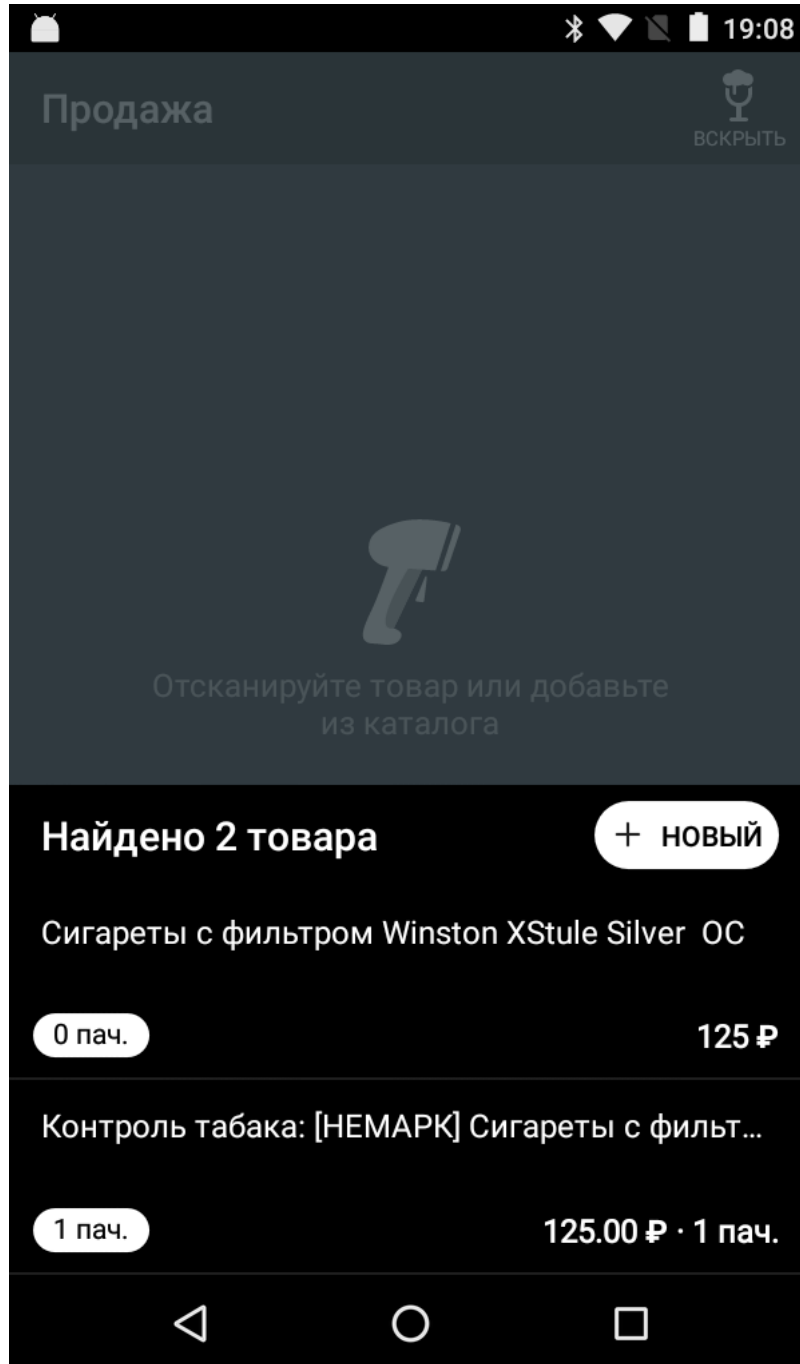 19:08
Продажа
ВСКРЫТЬ
Отсканируйте товар или добавьте
из каталога
Найдено 2 товара
+ НОВЫЙ
Сигареты с фильтром Winston XStule Silver ОС
0 пач.
125 ₽
Контроль табака: [НЕМАРК] Сигареты с фильт...
1 пач.
125.00 ₽ · 1 пач.